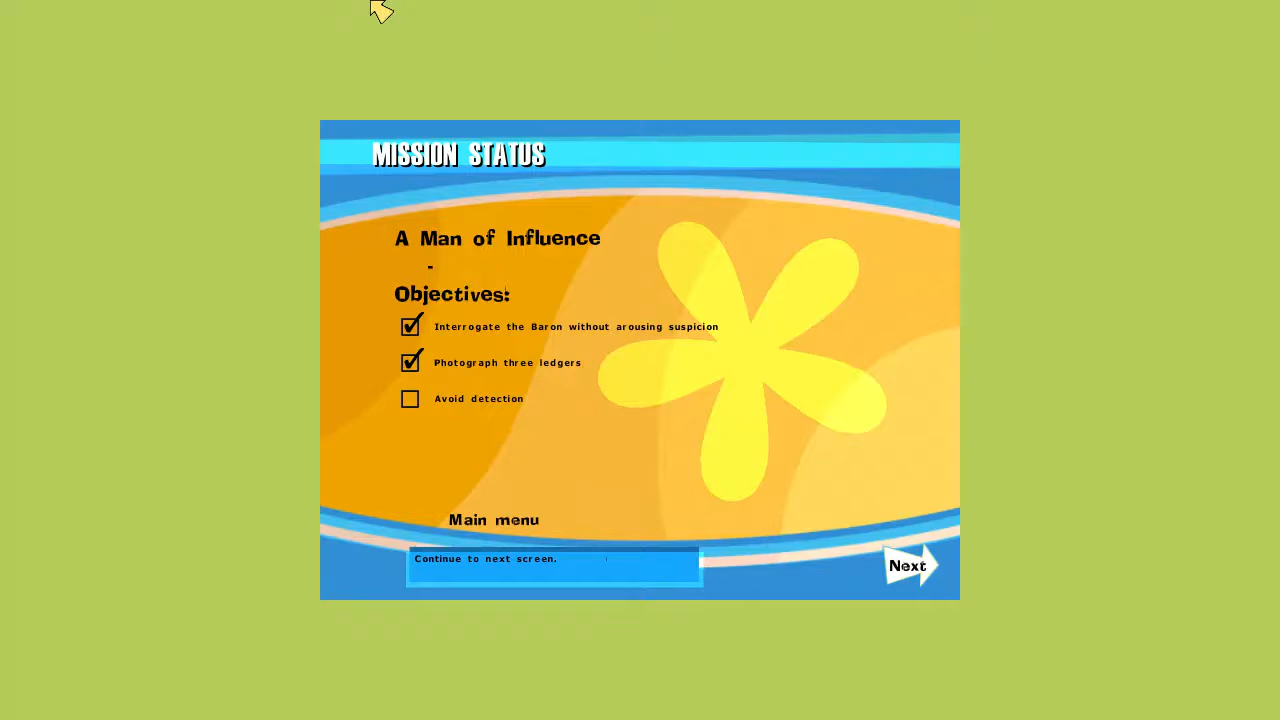 MISSION STATUS
A Man of Influence
-
Objectives:
Interrogate the Baron without arousing suspicion
Photograph three ledgers
Avoid detection
Main menu
Continue to next screen.
Next